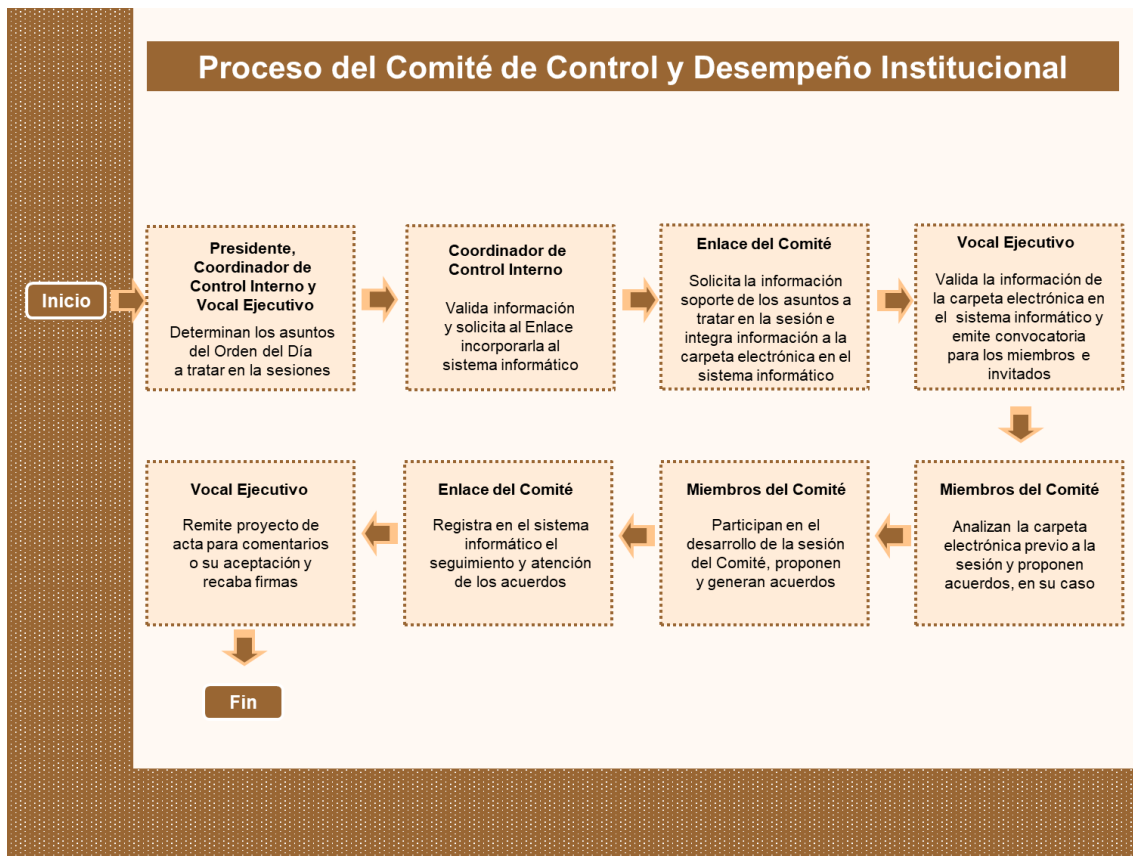 Proceso del Comité de Control y Desempeño Institucional
Inicio
Presidente,
Coordinador de
Control Interno y
Vocal Ejecutivo
Determinan los asuntos
del Orden del Día
a tratar en la sesiones
Coordinador de
Control Interno
Valida información
y solicita al Enlace
incorporarla al
sistema informático
Enlace del Comité
Solicita la información
soporte de los asuntos a
tratar en la sesión e
integra información a la
carpeta electrónica en el
sistema informático
Vocal Ejecutivo
Valida la información de
la carpeta electrónica en
el sistema informático y
emite convocatoria
para los miembros e
invitados
Miembros del Comité
Analizan la carpeta
electrónica previo a la
sesión y proponen
acuerdos, en su caso
Miembros del Comité
Participan en el
desarrollo de la sesión
del Comité, proponen
y generan acuerdos
Enlace del Comité
Registra en el sistema
informático el
seguimiento y atención
de los acuerdos
Vocal Ejecutivo
Remite proyecto de
acta para comentarios
o su aceptación y
recaba firmas
Fin